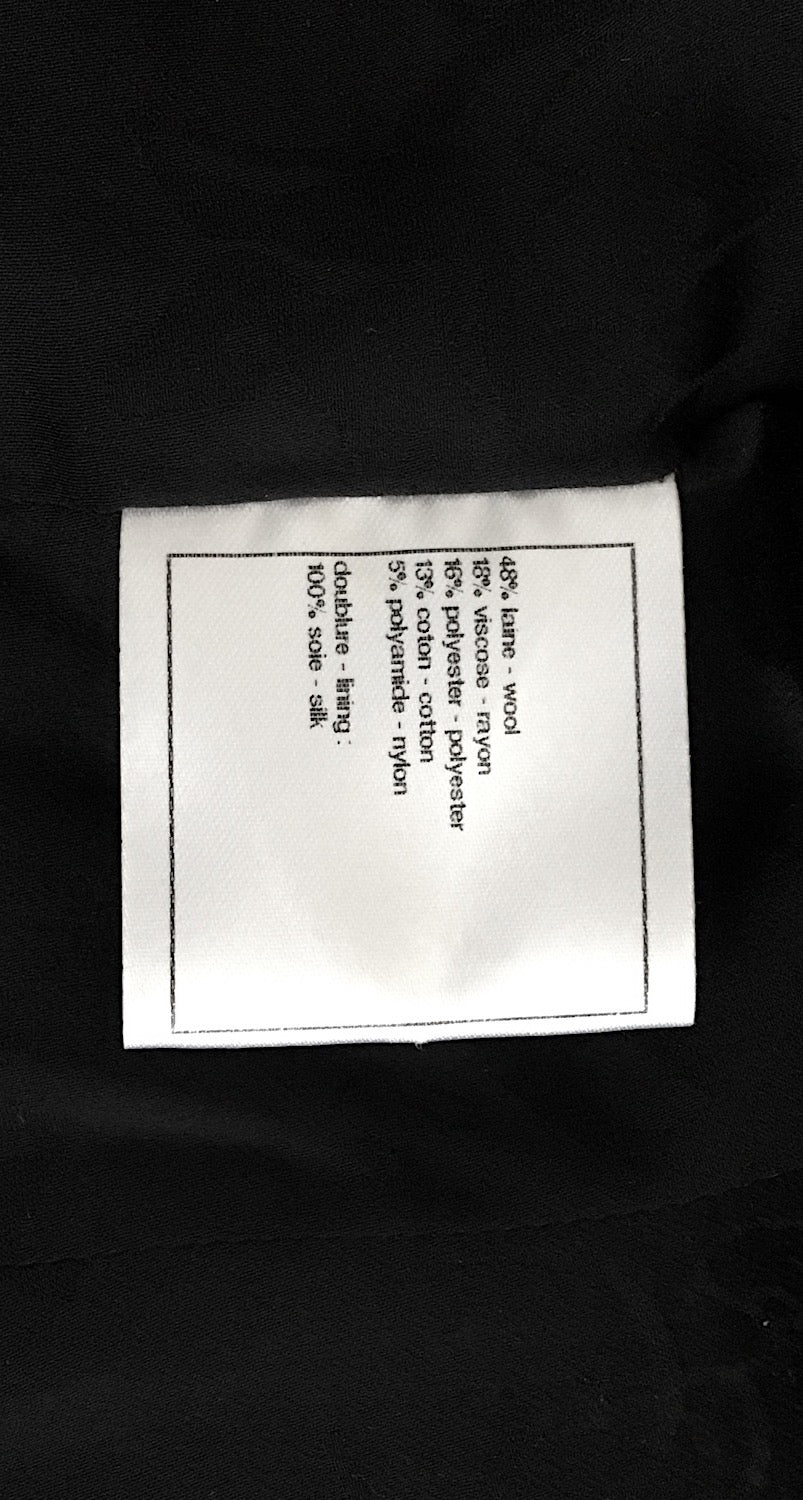 48% laine - wool
18% viscose - rayon
16% polyester - polyester
13% coton - cotton
5% polyamide - nylon
doublure - lining :
100% soie - silk